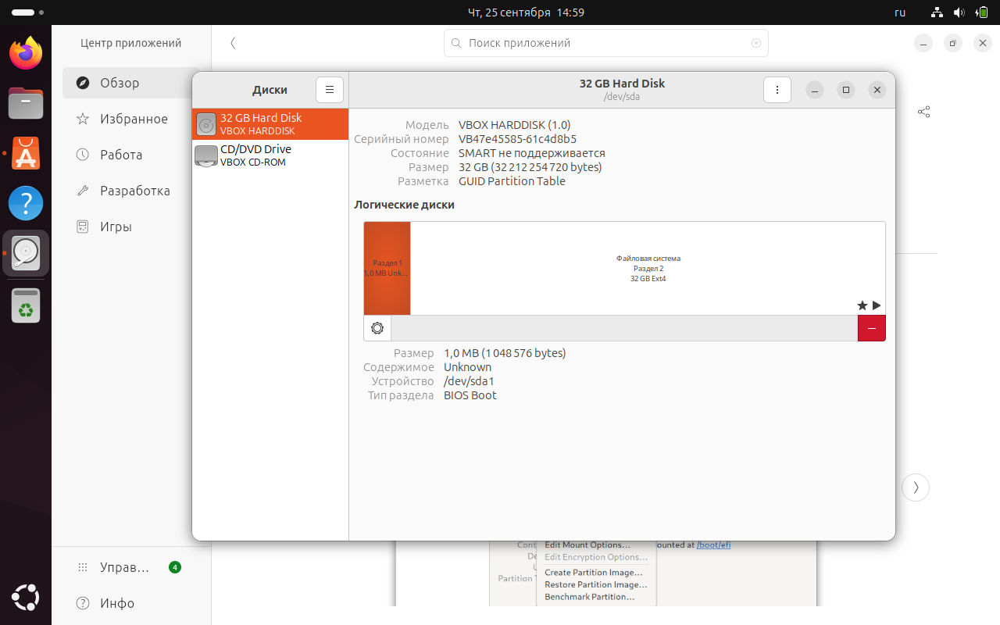 Чт, 25 сентября 14:59
ru
Центр приложений
Поиск приложений
Обзор
Избранное
Работа
Разработка
Игры
Управ...
4
Инфо
Диски
32 GB Hard Disk
/dev/sda
32 GB Hard Disk
VBOX HARDDISK
CD/DVD Drive
VBOX CD-ROM
Модель VBOX HARDDISK (1.0)
Серийный номер VB47e45585-61c4d8b5
Состояние SMART не поддерживается
Размер 32 GB (32 212 254 720 bytes)
Разметка GUID Partition Table
Логические диски
Раздел 1
1,0 MB Unk...
Файловая система
Раздел 2
32 GB Ext4
Размер 1,0 MB (1 048 576 bytes)
Содержимое Unknown
Устройство /dev/sda1
Тип раздела BIOS Boot
Cont
De
U
Partition T
Edit Mount Options...
Edit Encryption Options...
Create Partition Image...
Restore Partition Image...
Benchmark Partition...
ounted at /boot/efi